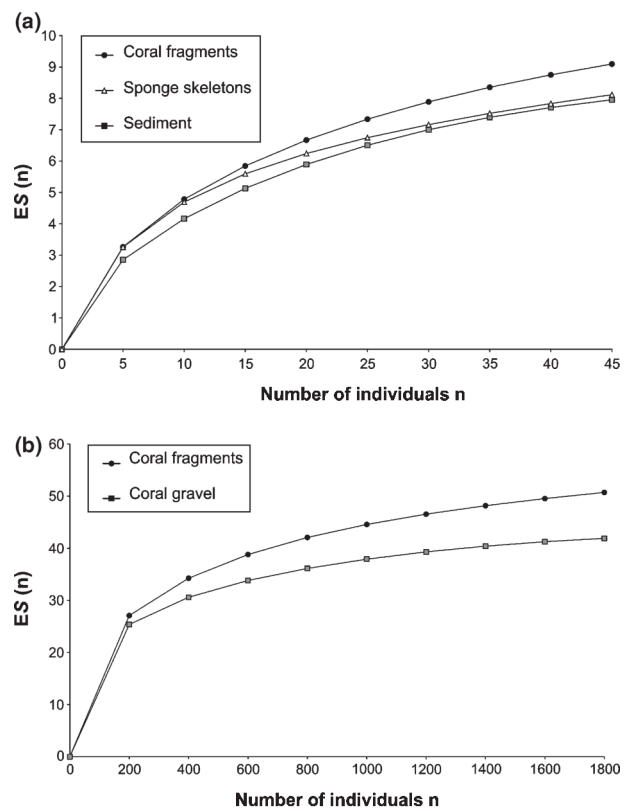 (a)
10
9
8
7
6
5
4
3
2
1
0
ES (n)
Coral fragments
Sponge skeletons
Sediment
0 5 10 15 20 25 30 35 40 45
Number of individuals n
(b)
60
50
40
30
20
10
0
ES (n)
Coral fragments
Coral gravel
0 200 400 600 800 1000 1200 1400 1600 1800
Number of individuals n